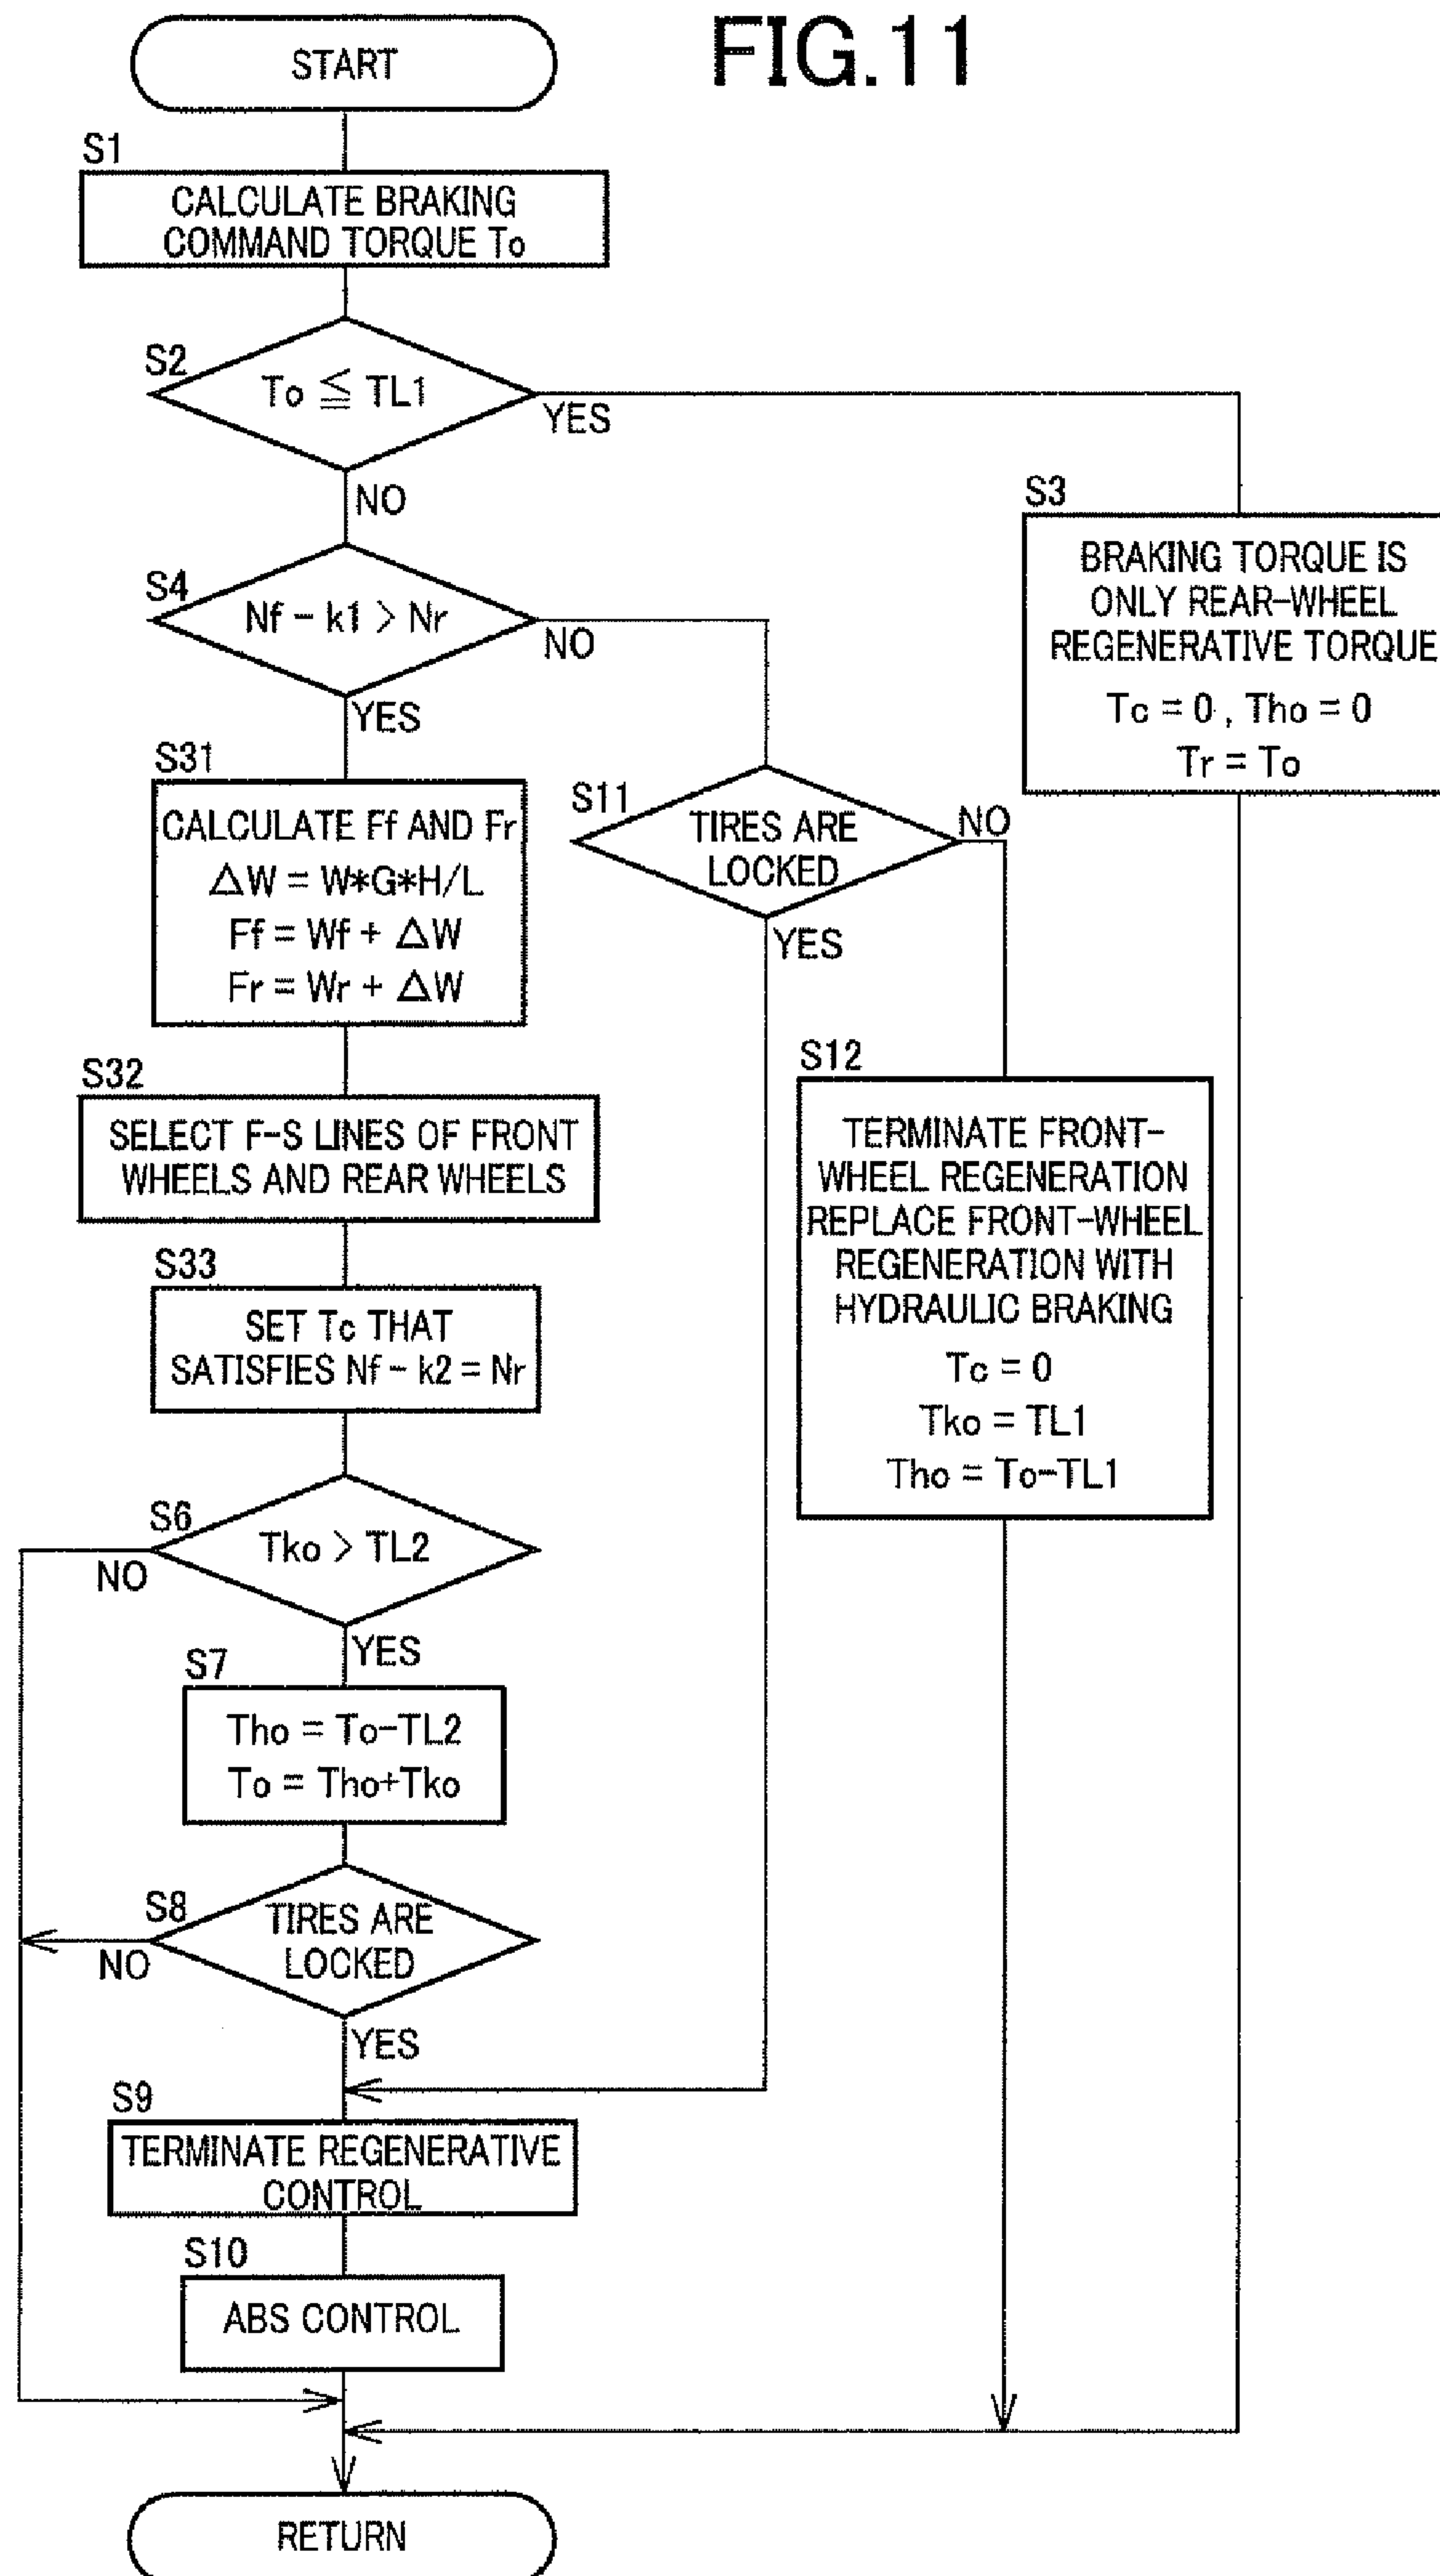 FIG.11
START
S1
CALCULATE BRAKING
COMMAND TORQUE To
S2
To ≦ TL1
YES
NO
S3
BRAKING TORQUE IS
ONLY REAR-WHEEL
REGENERATIVE TORQUE
Tc = 0 , Tho = 0
Tr = To
S4
Nf - k1 > Nr
NO
YES
S31
CALCULATE Ff AND Fr
△W = W*G*H/L
Ff = Wf + △W
Fr = Wr + △W
S11
TIRES ARE
LOCKED
NO
YES
S12
TERMINATE FRONT-
WHEEL REGENERATION
REPLACE FRONT-WHEEL
REGENERATION WITH
HYDRAULIC BRAKING
Tc = 0
Tko = TL1
Tho = To-TL1
S32
SELECT F-S LINES OF FRONT
WHEELS AND REAR WHEELS
S33
SET Tc THAT
SATISFIES Nf - k2 = Nr
S6
Tko > TL2
NO
YES
S7
Tho = To-TL2
To = Tho+Tko
S8
TIRES ARE
LOCKED
NO
YES
S9
TERMINATE REGENERATIVE
CONTROL
S10
ABS CONTROL
RETURN